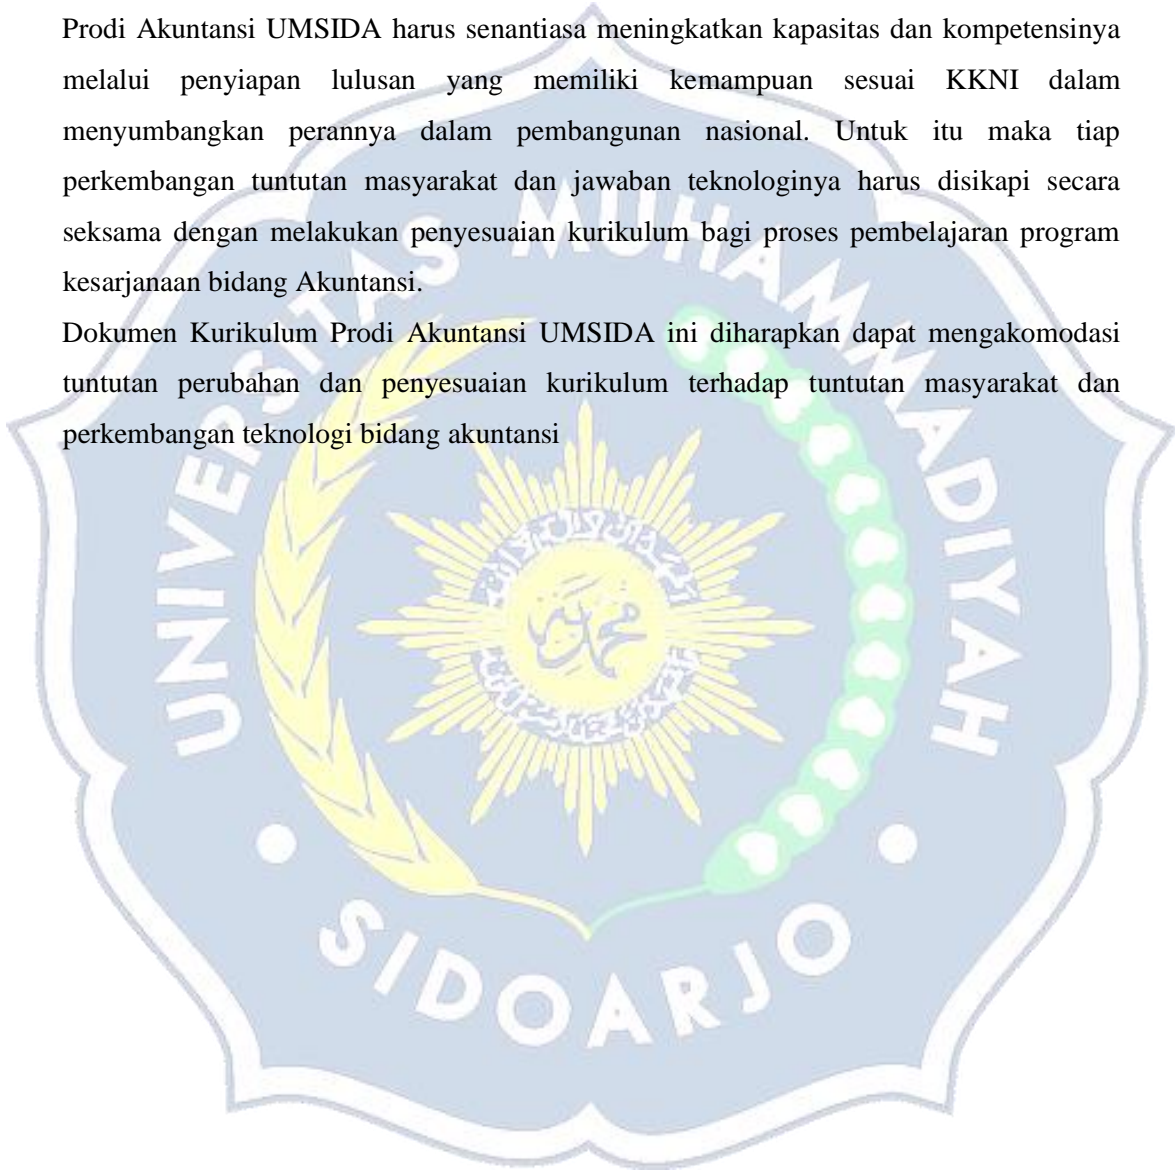 Prodi Akuntansi UMSIDA harus senantiasa meningkatkan kapasitas dan kompetensinya
melalui penyiapan lulusan yang memiliki kemampuan sesuai KKNI dalam
menyumbangkan perannya dalam pembangunan nasional. Untuk itu maka tiap
perkembangan tuntutan masyarakat dan jawaban teknologinya harus disikapi secara
seksama dengan melakukan penyesuaian kurikulum bagi proses pembelajaran program
kesarjanaan bidang Akuntansi.
Dokumen Kurikulum Prodi Akuntansi UMSIDA ini diharapkan dapat mengakomodasi
tuntutan perubahan dan penyesuaian kurikulum terhadap tuntutan masyarakat dan
perkembangan teknologi bidang akuntansi
UNIVERSITAS MUHAMMADIYAH
SIDOARJO
محمدية